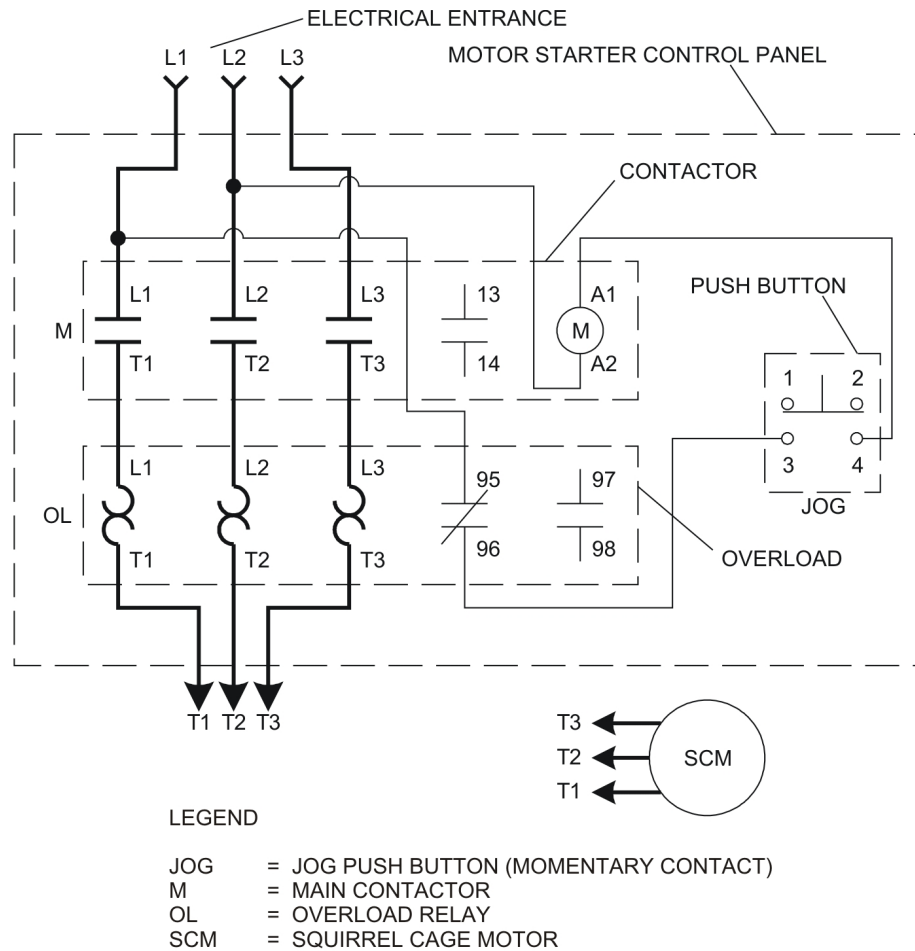 ELECTRICAL ENTRANCE
L1 L2 L3
MOTOR STARTER CONTROL PANEL
CONTACTOR
L1 L2 L3 13 A1
PUSH BUTTON
M
M
T1 T2 T3 14 A2
1 2
3 4
JOG
L1 L2 L3 95 97
OL
T1 T2 T3 96 98
OVERLOAD
T1 T2 T3
T3
T2
T1
SCM
LEGEND
JOG = JOG PUSH BUTTON (MOMENTARY CONTACT)
M = MAIN CONTACTOR
OL = OVERLOAD RELAY
SCM = SQUIRREL CAGE MOTOR